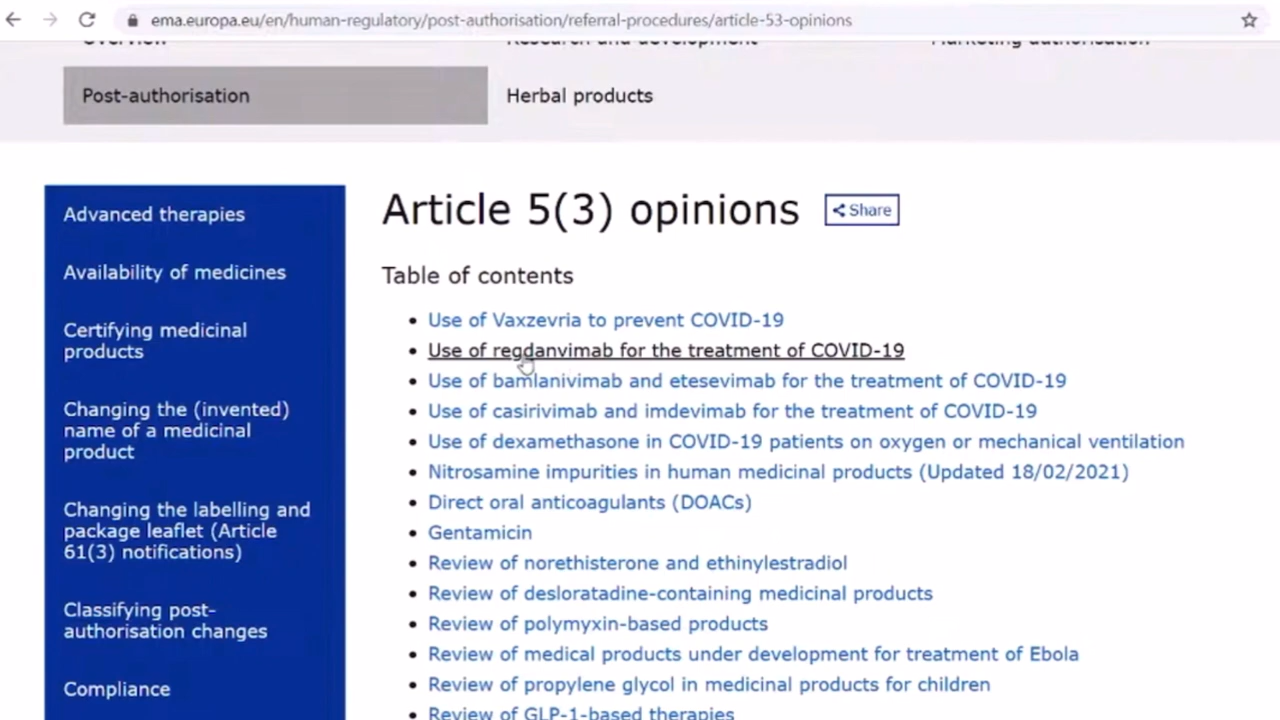 ema.europa.eu/en/human-regulatory/post-authorisation/referral-procedures/article-53-opinions
Overview
Research and development
Marketing authorisation
Post-authorisation
Herbal products
Advanced therapies
Availability of medicines
Certifying medicinal
products
Changing the (invented)
name of a medicinal
product
Changing the labelling and
package leaflet (Article
61(3) notifications)
Classifying post-
authorisation changes
Compliance
Article 5(3) opinions
Share
Table of contents
Use of Vaxzevria to prevent COVID-19
Use of regdanvimab for the treatment of COVID-19
Use of bamlanivimab and etesevimab for the treatment of COVID-19
Use of casirivimab and imdevimab for the treatment of COVID-19
Use of dexamethasone in COVID-19 patients on oxygen or mechanical ventilation
Nitrosamine impurities in human medicinal products (Updated 18/02/2021)
Direct oral anticoagulants (DOACs)
Gentamicin
Review of norethisterone and ethinylestradiol
Review of desloratadine-containing medicinal products
Review of polymyxin-based products
Review of medical products under development for treatment of Ebola
Review of propylene glycol in medicinal products for children
Review of GLP-1-based therapies